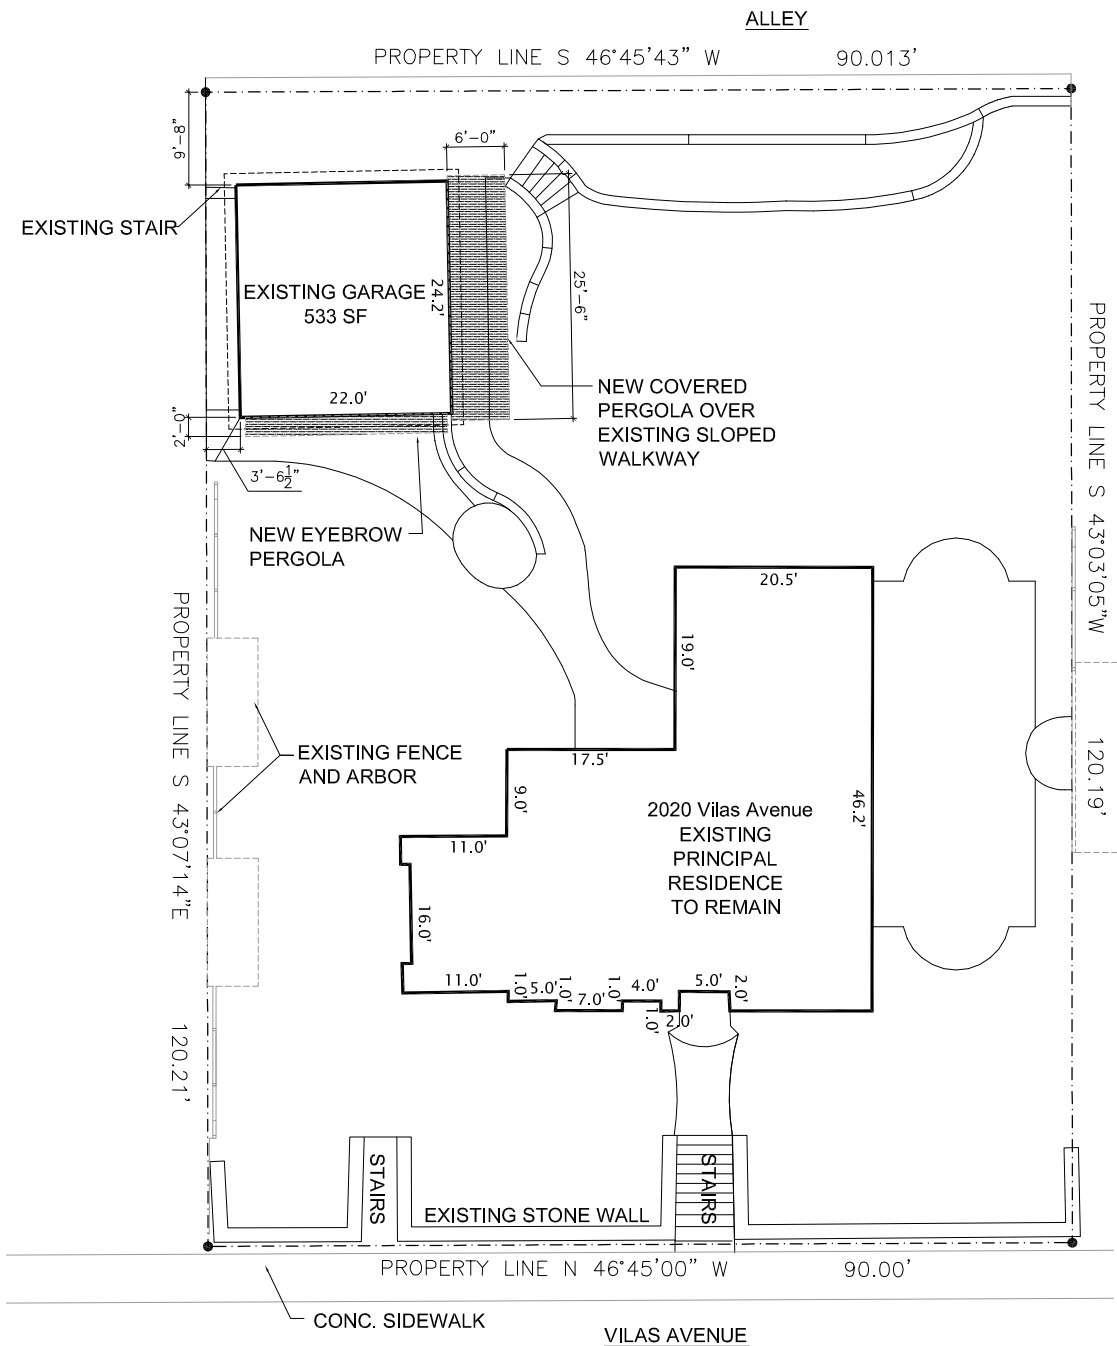 ALLEY
PROPERTY LINE S 46°45'43" W 90.013'
9'-8"
6'-0"
EXISTING STAIR
EXISTING GARAGE
533 SF
24.2'
25'-6"
22.0'
2'-0"
3'-6½"
NEW COVERED
PERGOLA OVER
EXISTING SLOPED
WALKWAY
NEW EYEBROW
PERGOLA
PROPERTY LINE S 43°03'05"W 120.19'
PROPERTY LINE S 43°07'14"E 120.21'
20.5'
19.0'
17.5'
EXISTING FENCE
AND ARBOR
9.0'
46.2'
2020 Vilas Avenue
EXISTING
PRINCIPAL
RESIDENCE
TO REMAIN
11.0'
16.0'
11.0'
1.0'
5.0'
1.0'
7.0'
1.0'
4.0'
1.0'
2.0'
5.0'
2.0'
STAIRS
STAIRS
EXISTING STONE WALL
PROPERTY LINE N 46°45'00" W 90.00'
CONC. SIDEWALK
VILAS AVENUE